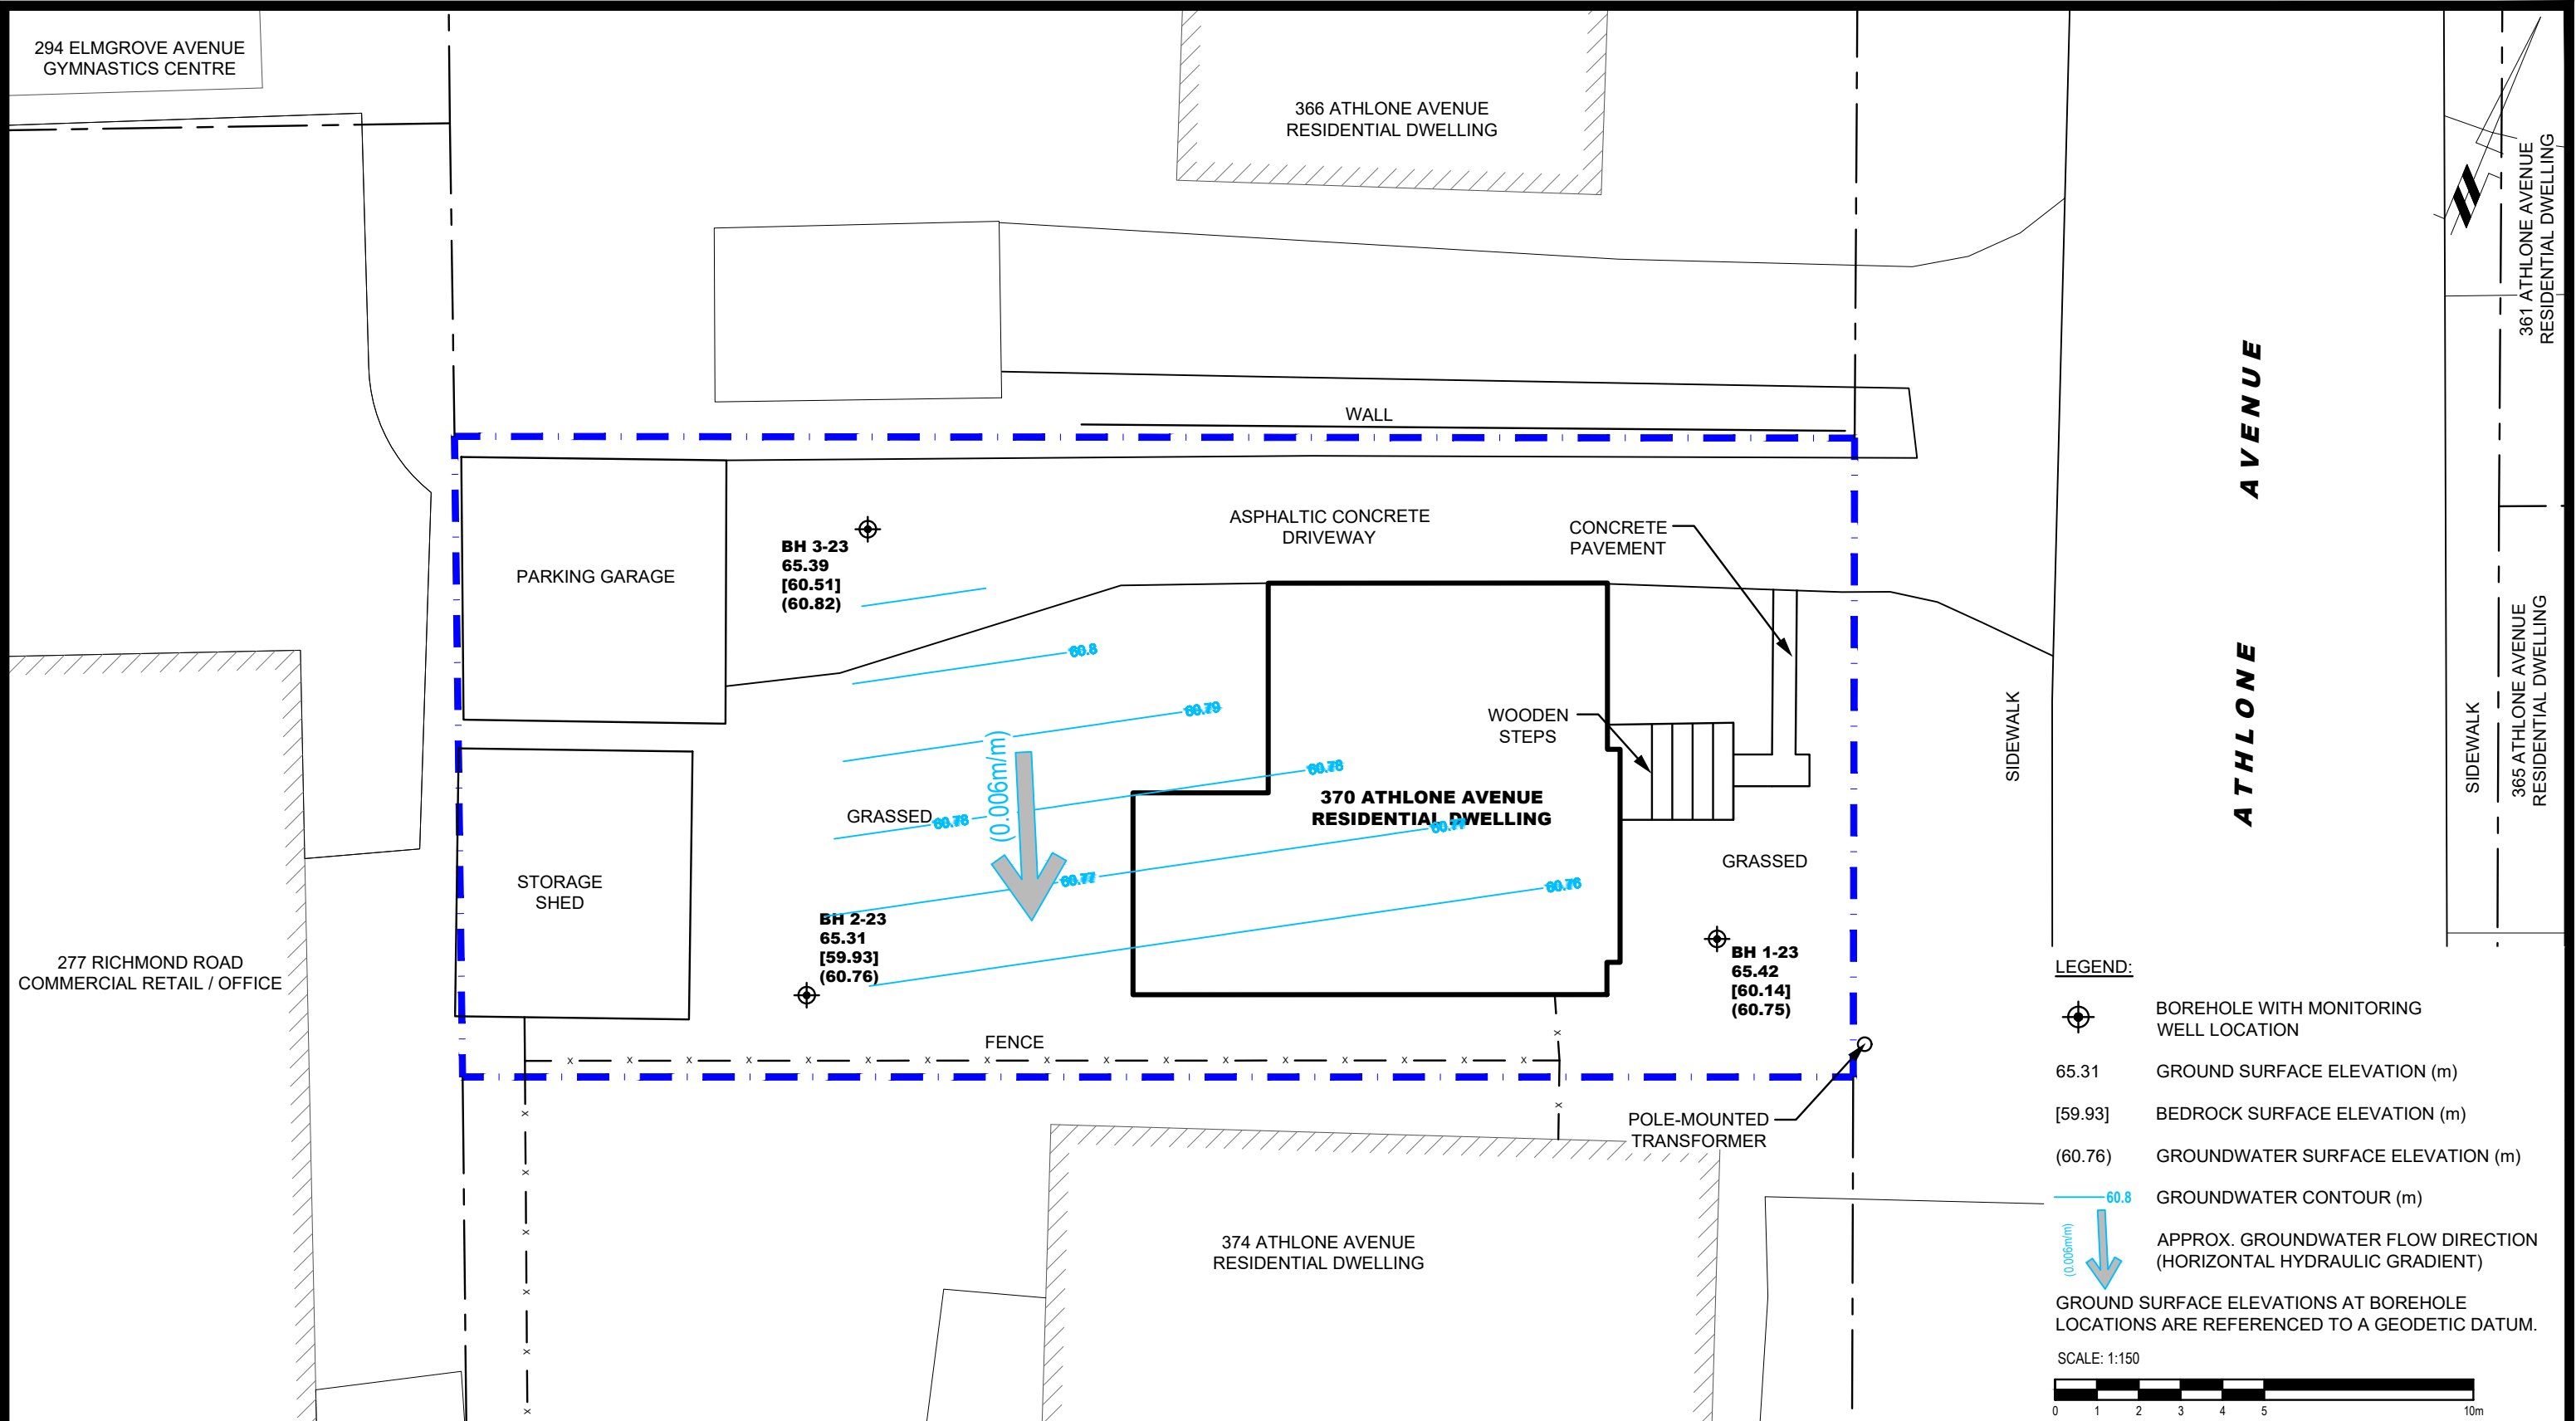 294 ELMGROVE AVENUE
GYMNASTICS CENTRE
366 ATHLONE AVENUE
RESIDENTIAL DWELLING
361 ATHLONE AVENUE
RESIDENTIAL DWELLING
WALL
ASPHALTIC CONCRETE
DRIVEWAY
CONCRETE
PAVEMENT
BH 3-23
65.39
[60.51]
(60.82)
PARKING GARAGE
60.8
60.79
60.78
60.78
60.77
60.77
60.76
(0.006m/m)
WOODEN
STEPS
370 ATHLONE AVENUE
RESIDENTIAL DWELLING
GRASSED
GRASSED
STORAGE
SHED
BH 2-23
65.31
[59.93]
(60.76)
BH 1-23
65.42
[60.14]
(60.75)
277 RICHMOND ROAD
COMMERCIAL RETAIL / OFFICE
FENCE
x x x x x x x x x x x x x x x x x
x
x
x
x
x
x
x
x
POLE-MOUNTED
TRANSFORMER
374 ATHLONE AVENUE
RESIDENTIAL DWELLING
SIDEWALK
ATHLONE AVENUE
SIDEWALK
365 ATHLONE AVENUE
RESIDENTIAL DWELLING
LEGEND:
BOREHOLE WITH MONITORING
WELL LOCATION
65.31 GROUND SURFACE ELEVATION (m)
[59.93] BEDROCK SURFACE ELEVATION (m)
(60.76) GROUNDWATER SURFACE ELEVATION (m)
60.8 GROUNDWATER CONTOUR (m)
(0.006m/m)
APPROX. GROUNDWATER FLOW DIRECTION
(HORIZONTAL HYDRAULIC GRADIENT)
GROUND SURFACE ELEVATIONS AT BOREHOLE
LOCATIONS ARE REFERENCED TO A GEODETIC DATUM.
SCALE: 1:150
0 1 2 3 4 5 10m